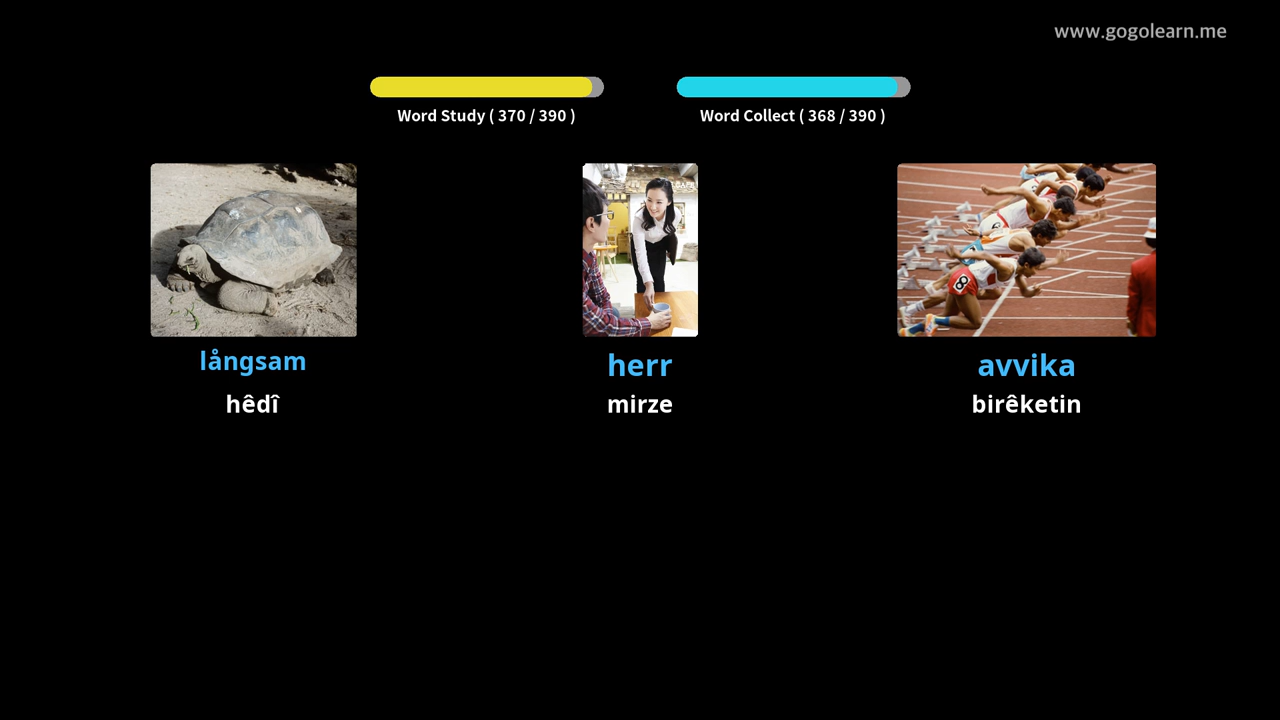 www.gogolearn.me
Word Study ( 370 / 390 )
Word Collect ( 368 / 390 )
långsam
herr
avvika
hêdî
mirze
birêketin